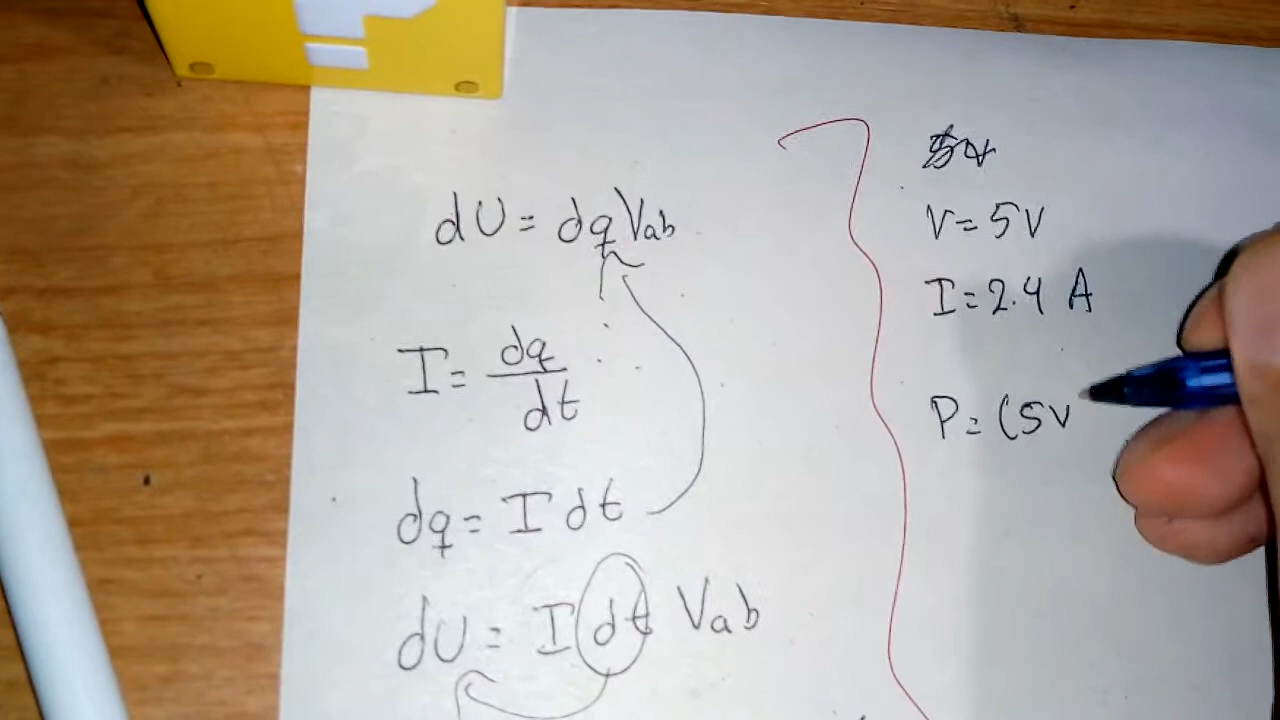 dU = dq Vab
I = dq/dt
dq = I dt
dU = I dt Vab
V = 5V
I = 2.4 A
P = (5V